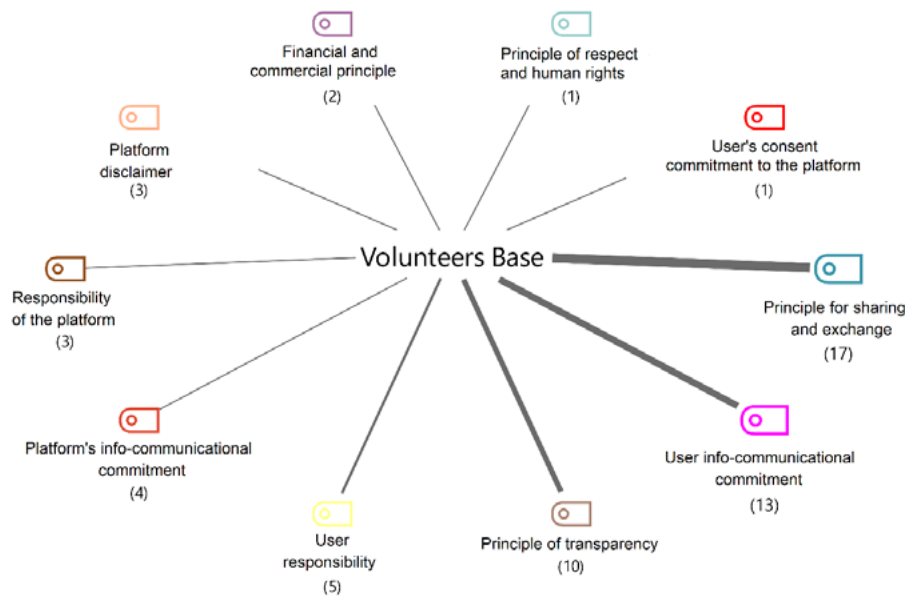 Financial and
commercial principle
(2)
Principle of respect
and human rights
(1)
Platform
disclaimer
(3)
User's consent
commitment to the platform
(1)
Volunteers Base
Responsibility
of the platform
(3)
Principle for sharing
and exchange
(17)
Platform's info-communicational
commitment
(4)
User info-communicational
commitment
(13)
User
responsibility
(5)
Principle of transparency
(10)